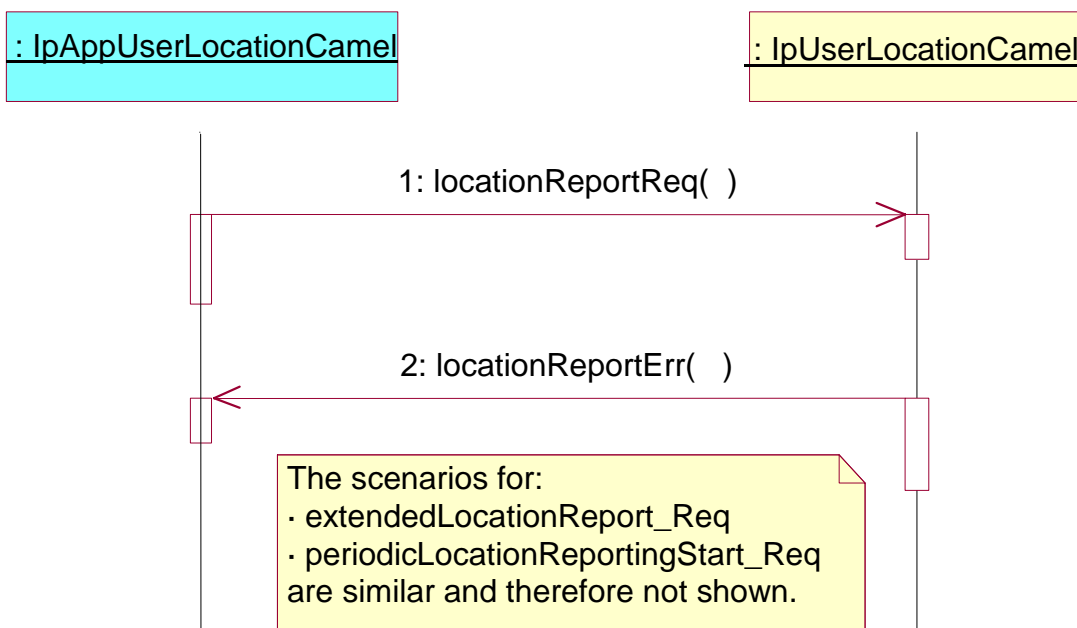 : IpAppUserLocationCamel
: IpUserLocationCamel
1: locationReportReq(  )
2: locationReportErr(   )
The scenarios for:
· extendedLocationReport_Req
· periodicLocationReportingStart_Req
are similar and therefore not shown.